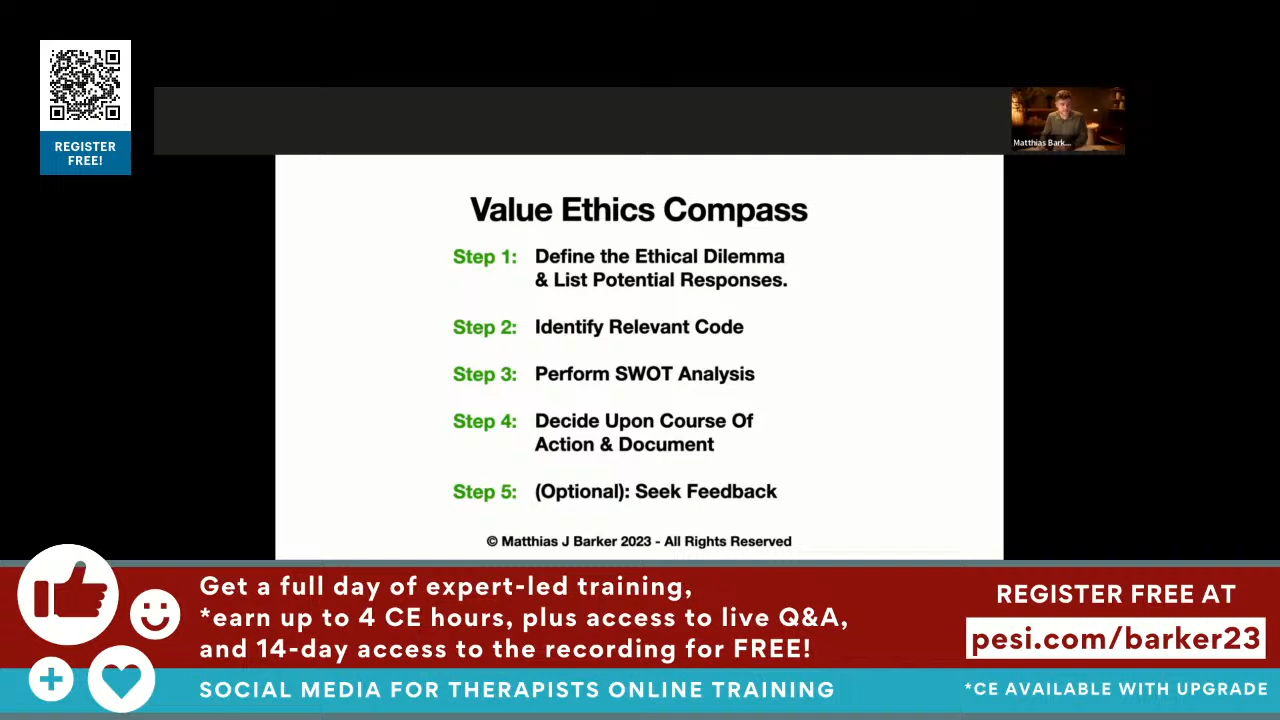 REGISTER
FREE!
Matthias Bark...
Value Ethics Compass
Step 1: Define the Ethical Dilemma
& List Potential Responses.
Step 2: Identify Relevant Code
Step 3: Perform SWOT Analysis
Step 4: Decide Upon Course Of
Action & Document
Step 5: (Optional): Seek Feedback
© Matthias J Barker 2023 - All Rights Reserved
Get a full day of expert-led training,
*earn up to 4 CE hours, plus access to live Q&A,
and 14-day access to the recording for FREE!
REGISTER FREE AT
pesi.com/barker23
SOCIAL MEDIA FOR THERAPISTS ONLINE TRAINING
*CE AVAILABLE WITH UPGRADE